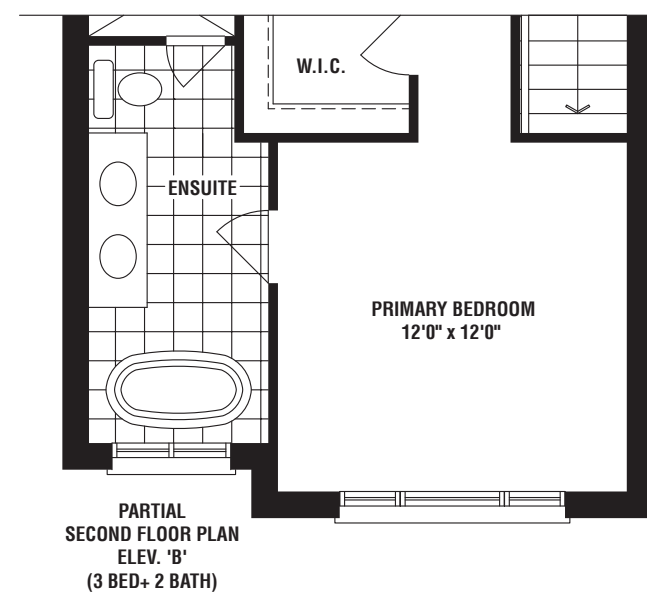 W.I.C.
ENSUITE
PRIMARY BEDROOM
12'0" x 12'0"
PARTIAL
SECOND FLOOR PLAN
ELEV. 'B'
(3 BED+ 2 BATH)